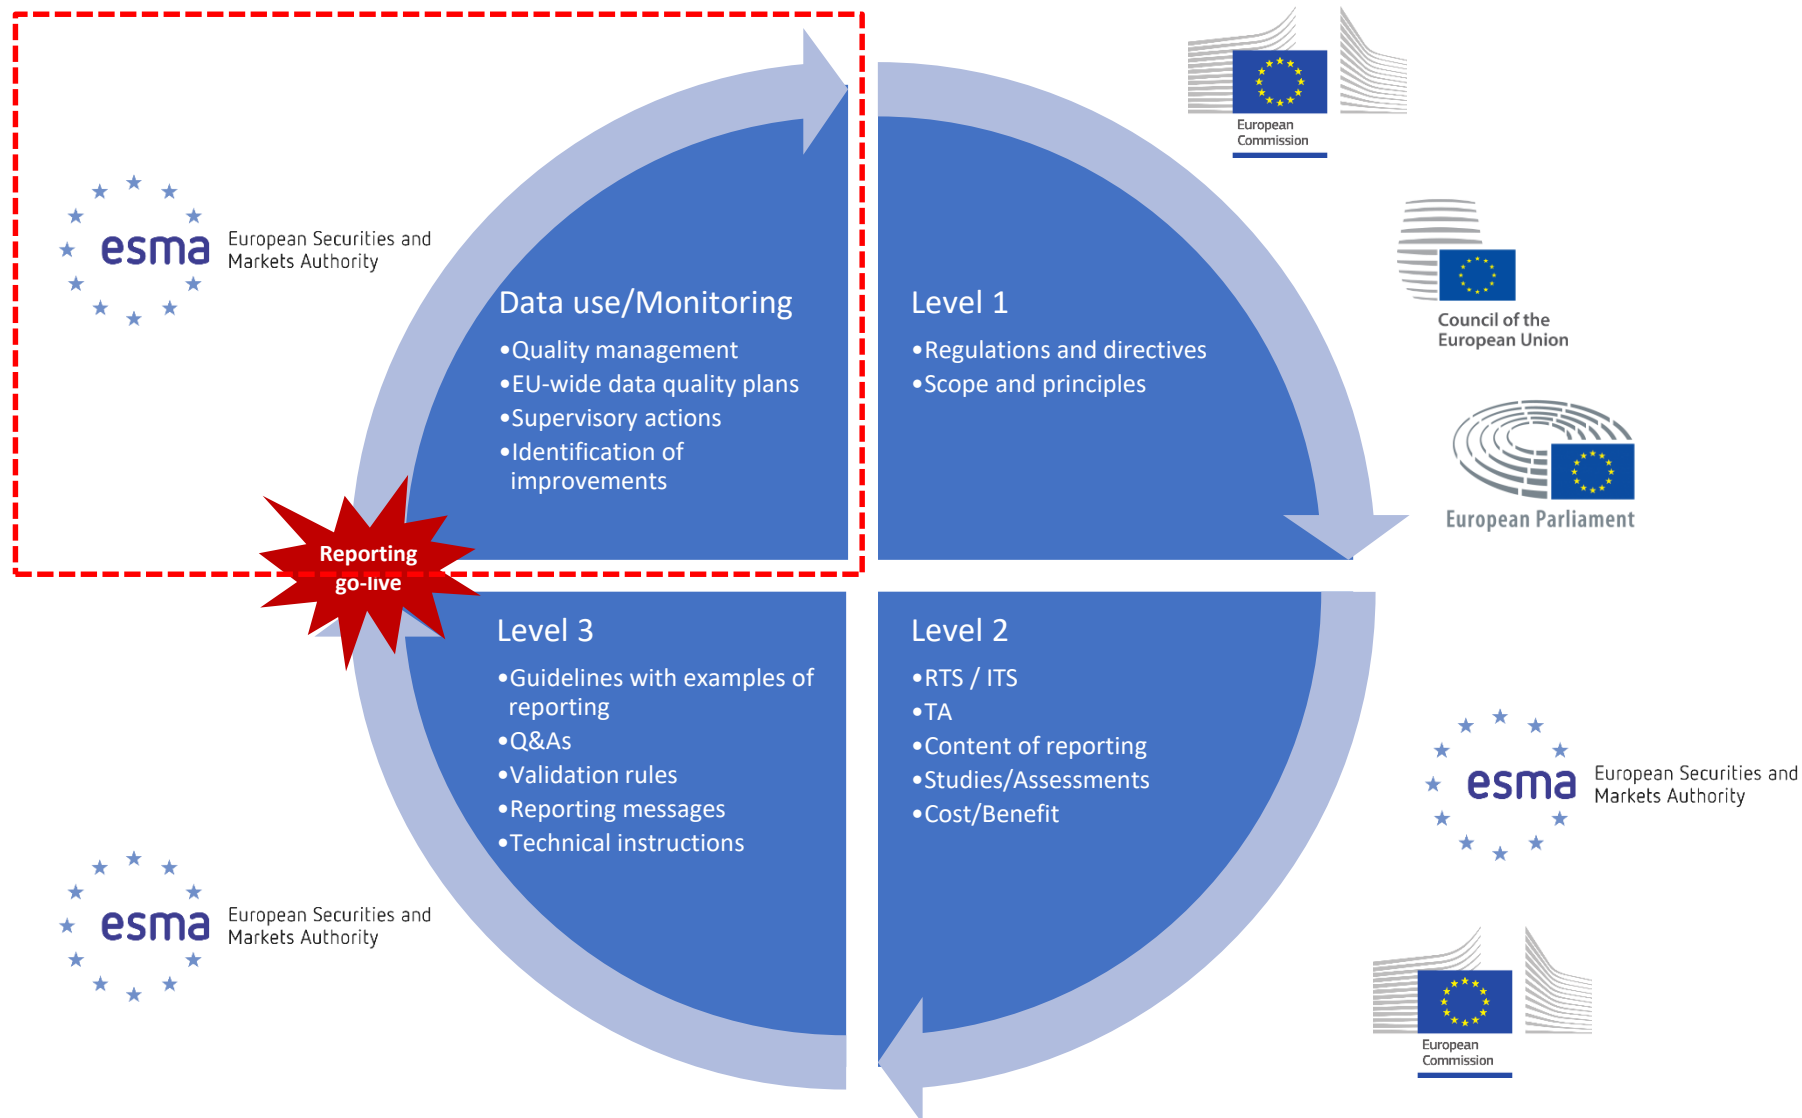 European
Commission
esma
European Securities and
Markets Authority
Council of the
European Union
European Parliament
Data use/Monitoring
•Quality management
•EU-wide data quality plans
•Supervisory actions
•Identification of
improvements
Level 1
•Regulations and directives
•Scope and principles
Reporting
go-live
Level 3
•Guidelines with examples of
reporting
•Q&As
•Validation rules
•Reporting messages
•Technical instructions
Level 2
•RTS / ITS
•TA
•Content of reporting
•Studies/Assessments
•Cost/Benefit
esma
European Securities and
Markets Authority
esma
European Securities and
Markets Authority
European
Commission